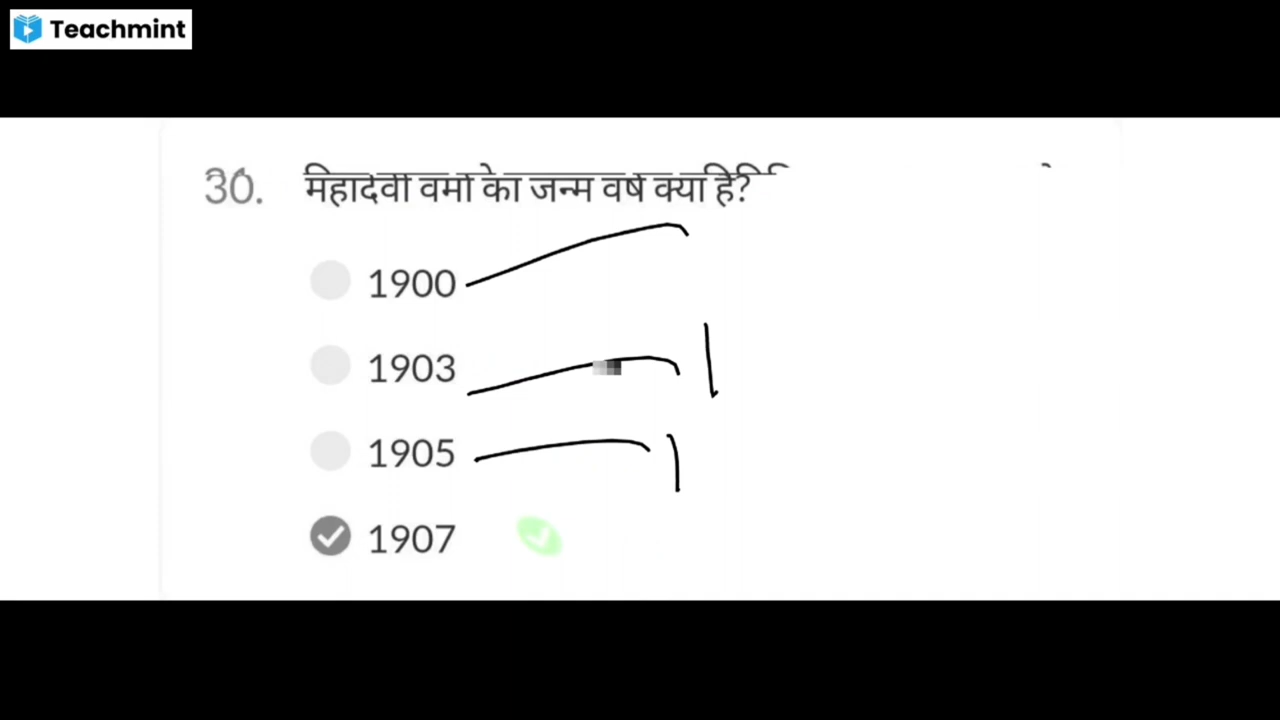 Teachmint
30. महादेवी वर्मा का जन्म वर्ष क्या है?
1900
1903
1905
1907